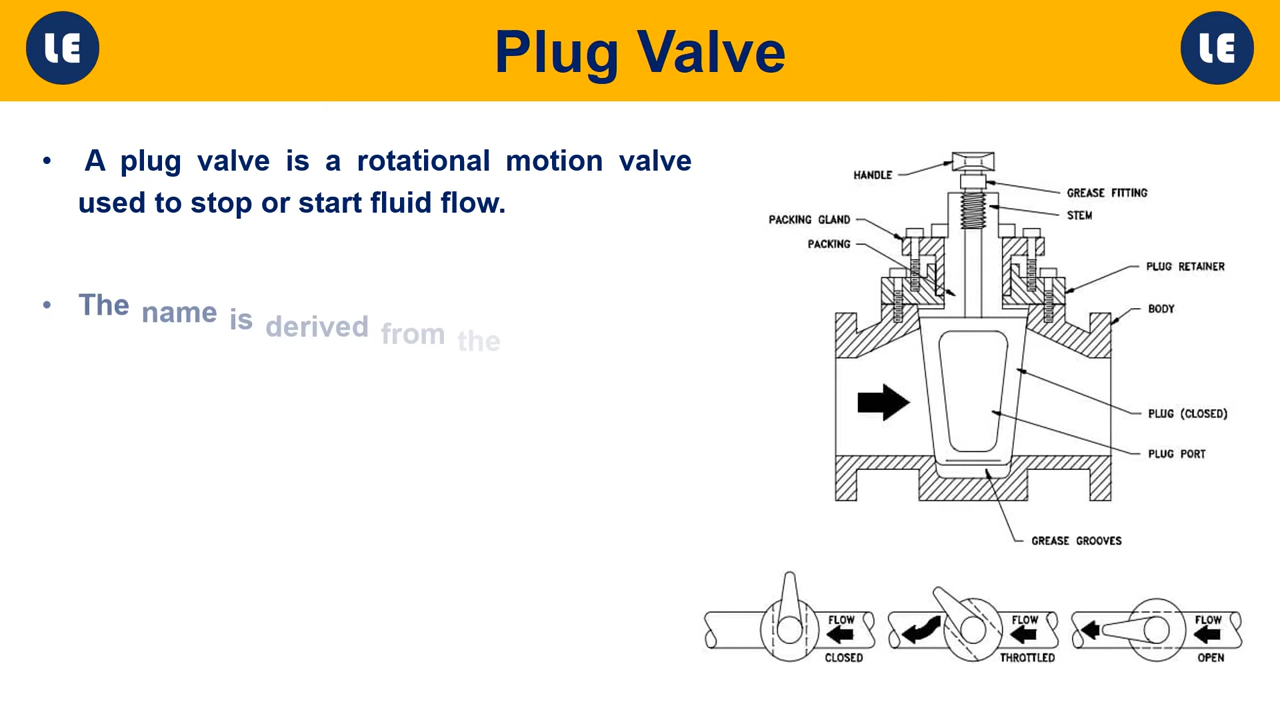 LE
Plug Valve
LE
• A plug valve is a rotational motion valve
used to stop or start fluid flow.
• The name is derived from the
HANDLE
GREASE FITTING
STEM
PACKING GLAND
PACKING
PLUG RETAINER
BODY
PLUG (CLOSED)
PLUG PORT
GREASE GROOVES
FLOW
CLOSED
FLOW
THROTTLED
FLOW
OPEN